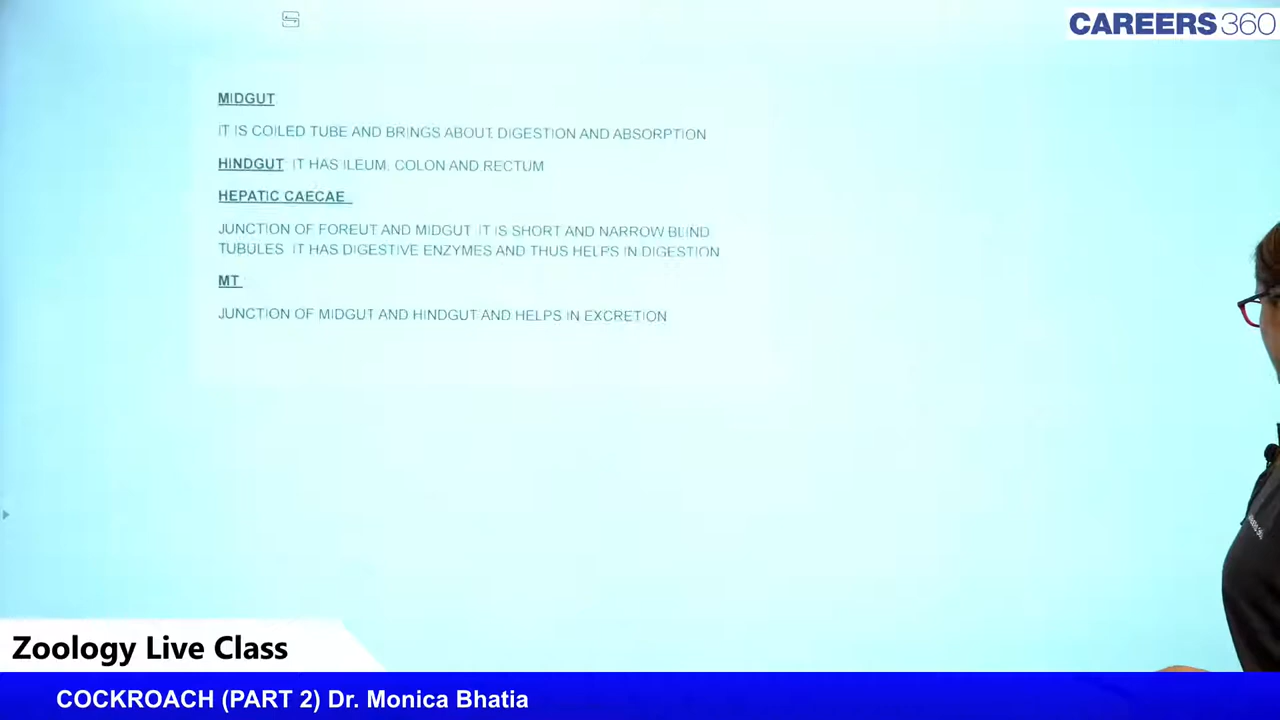 CAREERS360
MIDGUT
IT IS COILED TUBE AND BRINGS ABOUT DIGESTION AND ABSORPTION
HINDGUT: IT HAS ILEUM, COLON AND RECTUM
HEPATIC CAECAE
JUNCTION OF FOREUT AND MIDGUT. IT IS SHORT AND NARROW BLIND
TUBULES. IT HAS DIGESTIVE ENZYMES AND THUS HELPS IN DIGESTION
MT
JUNCTION OF MIDGUT AND HINDGUT AND HELPS IN EXCRETION
Zoology Live Class
COCKROACH (PART 2) Dr. Monica Bhatia